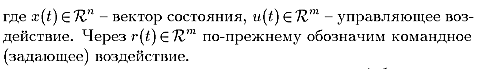 где x(t)∈ℛⁿ – вектор состояния, u(t)∈ℛᵐ – управляющее воз-
действие. Через r(t)∈ℛᵐ по-прежнему обозначим командное
(задающее) воздействие.